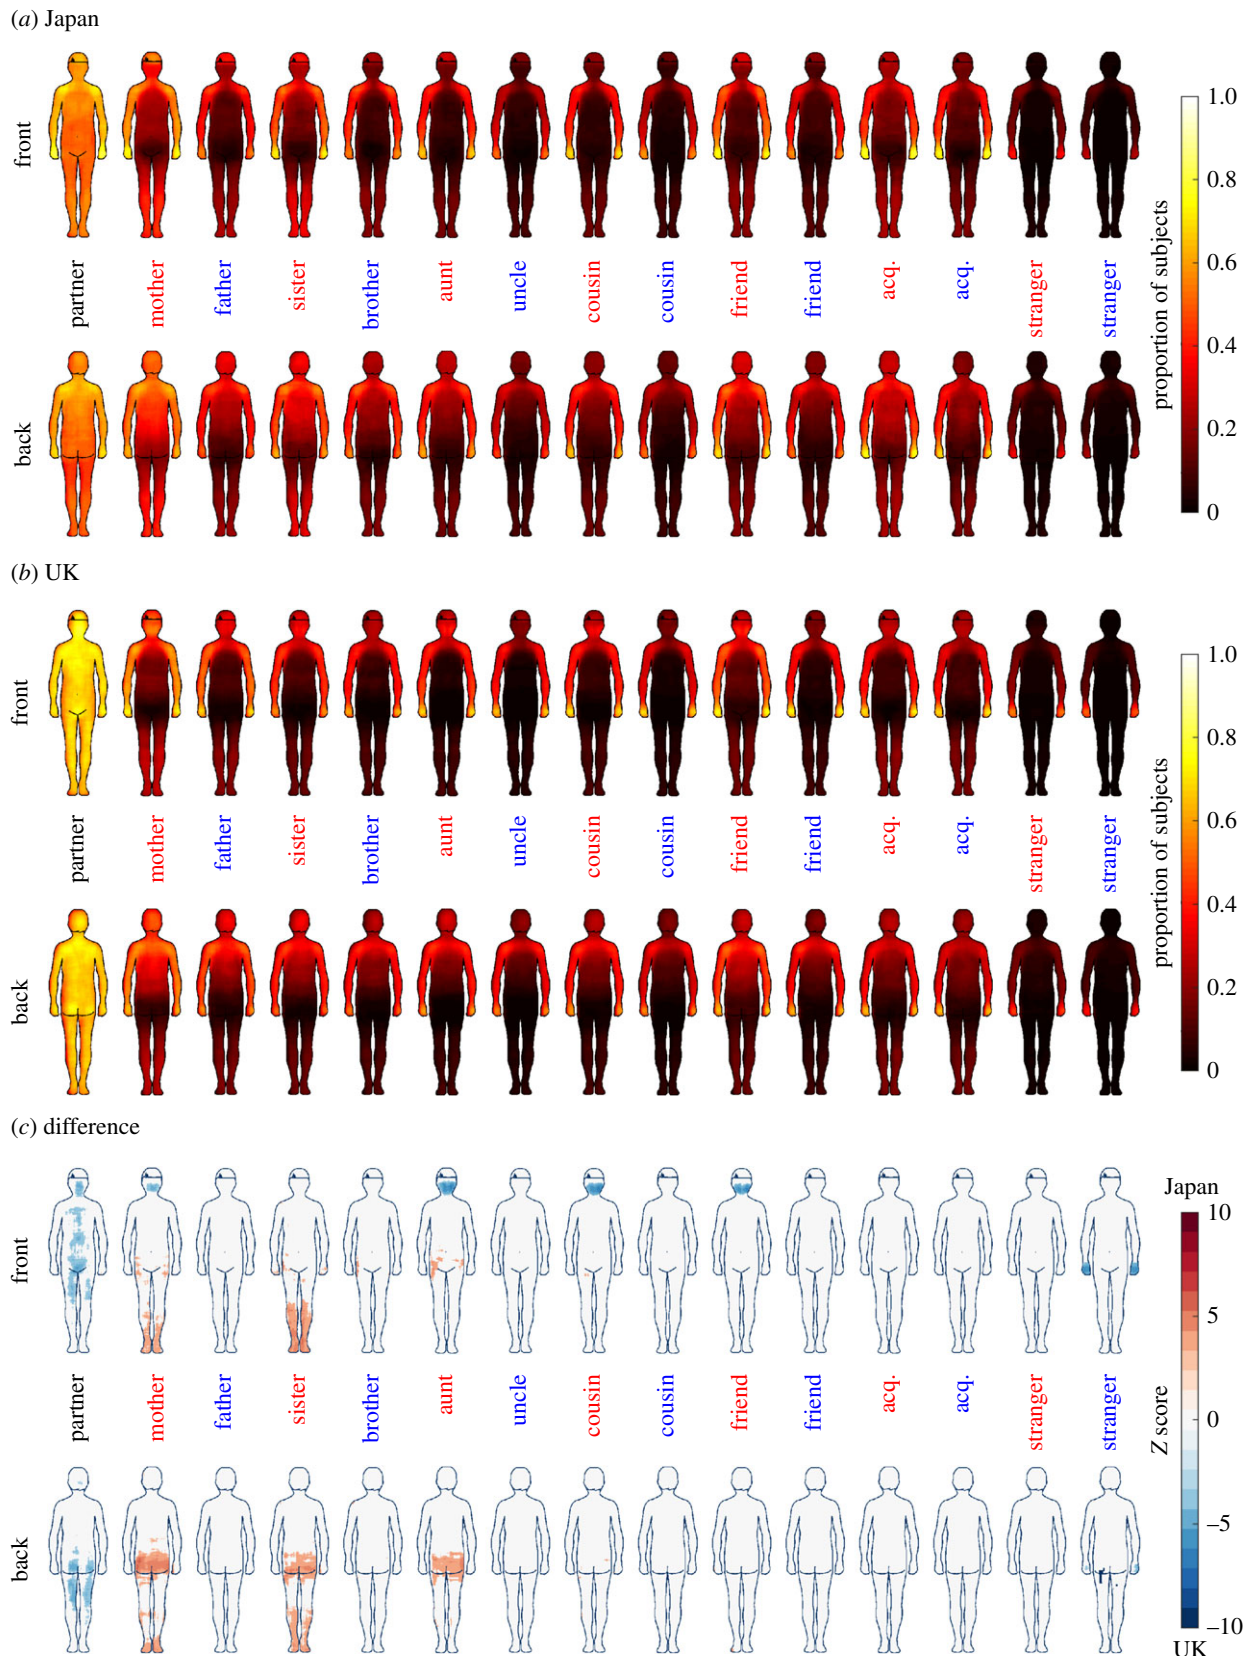 (a) Japan
front
partner
mother
father
sister
brother
aunt
uncle
cousin
cousin
friend
friend
acq.
acq.
stranger
stranger
back
1.0
0.8
0.6
0.4
0.2
0
proportion of subjects
(b) UK
front
partner
mother
father
sister
brother
aunt
uncle
cousin
cousin
friend
friend
acq.
acq.
stranger
stranger
back
1.0
0.8
0.6
0.4
0.2
0
proportion of subjects
(c) difference
front
partner
mother
father
sister
brother
aunt
uncle
cousin
cousin
friend
friend
acq.
acq.
stranger
stranger
back
Japan
10
5
0
–5
–10
Z score
UK